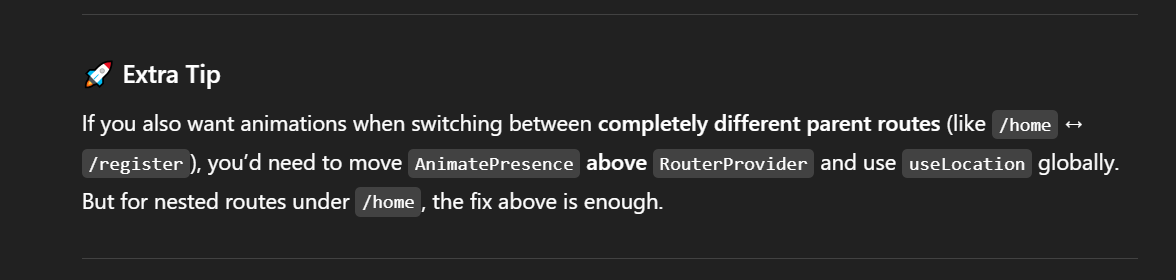 🚀 Extra Tip
If you also want animations when switching between completely different parent routes (like /home ↔
/register), you’d need to move AnimatePresence above RouterProvider and use useLocation globally.
But for nested routes under /home, the fix above is enough.